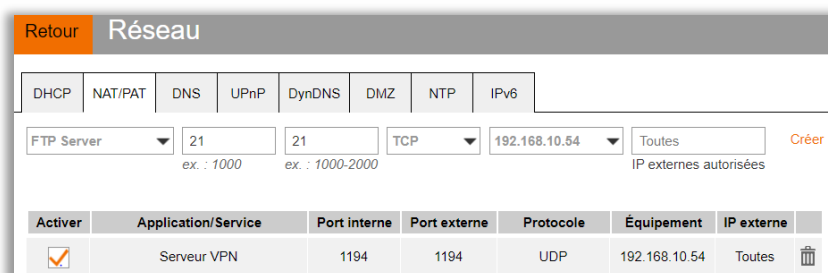 Retour Réseau
DHCP NAT/PAT DNS UPnP DynDNS DMZ NTP IPv6
FTP Server 21 21 TCP 192.168.10.54 Toutes Créer
ex. : 1000 ex. : 1000-2000 IP externes autorisées
Activer Application/Service Port interne Port externe Protocole Équipement IP externe
Serveur VPN 1194 1194 UDP 192.168.10.54 Toutes